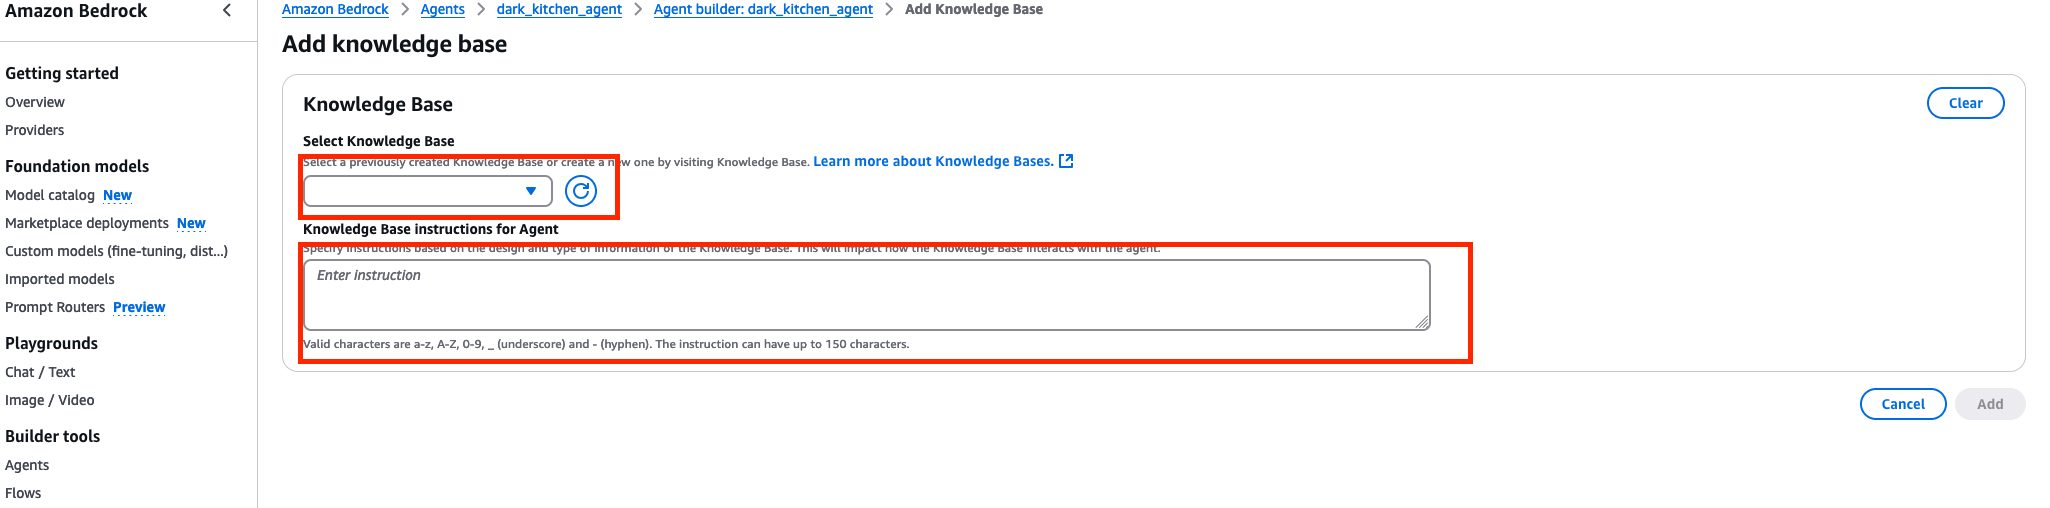 Amazon Bedrock
Getting started
Overview
Providers
Foundation models
Model catalog New
Marketplace deployments New
Custom models (fine-tuning, dist...)
Imported models
Prompt Routers Preview
Playgrounds
Chat / Text
Image / Video
Builder tools
Agents
Flows
Amazon Bedrock > Agents > dark_kitchen_agent > Agent builder: dark_kitchen_agent > Add Knowledge Base
Add knowledge base
Knowledge Base
Clear
Select Knowledge Base
Select a previously created Knowledge Base or create a new one by visiting Knowledge Base. Learn more about Knowledge Bases.
Knowledge Base instructions for Agent
Specify instructions based on the design and type of information of the Knowledge Base. This will impact how the Knowledge Base interacts with the agent.
Enter instruction
Valid characters are a-z, A-Z, 0-9, _ (underscore) and - (hyphen). The instruction can have up to 150 characters.
Cancel
Add